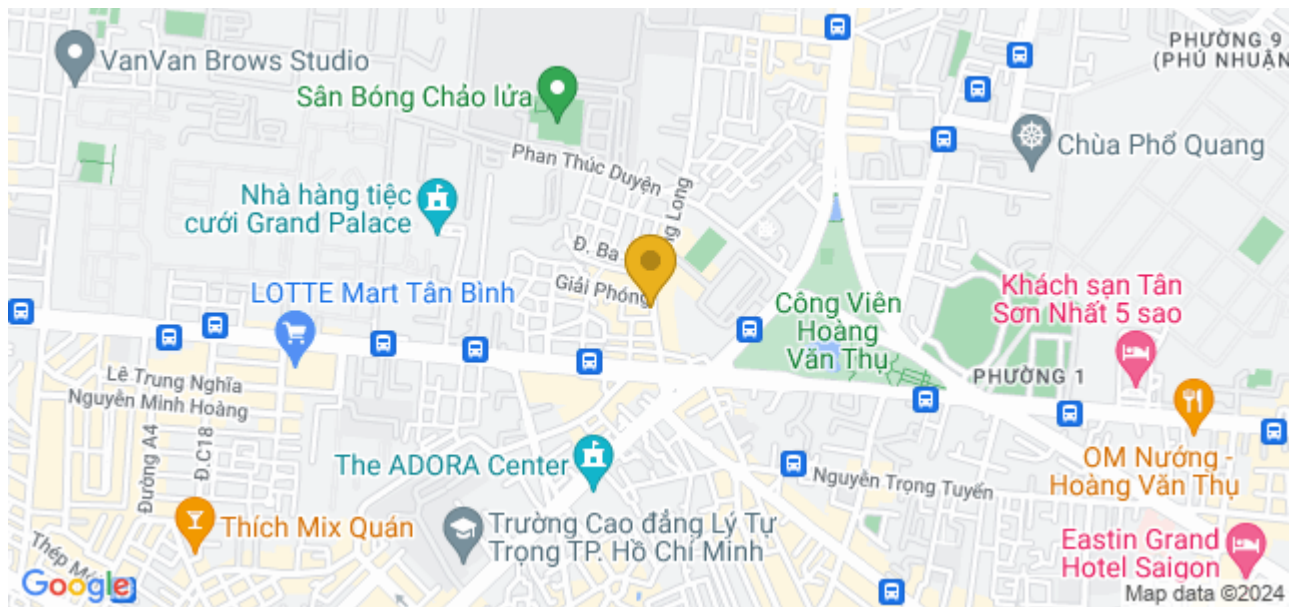 PHƯỜNG 9
(PHÚ NHUẬN
VanVan Brows Studio
Sân Bóng Chảo lửa
Chùa Phổ Quang
Phan Thúc Duyện
Nhà hàng tiệc
cưới Grand Palace
Long
Đ. Ba
Giải Phóng
LOTTE Mart Tân Bình
Công Viên
Hoàng
Văn Thụ
Khách sạn Tân
Sơn Nhất 5 sao
PHƯỜNG 1
Lê Trung Nghĩa
Nguyễn Minh Hoàng
Đường A4
Đ.C18
The ADORA Center
Nguyễn Trọng Tuyển
OM Nướng -
Hoàng Văn Thụ
Thích Mix Quán
Trường Cao đẳng Lý Tự
Trọng TP. Hồ Chí Minh
Eastin Grand
Hotel Saigon
Thép
Google
Map data ©2024